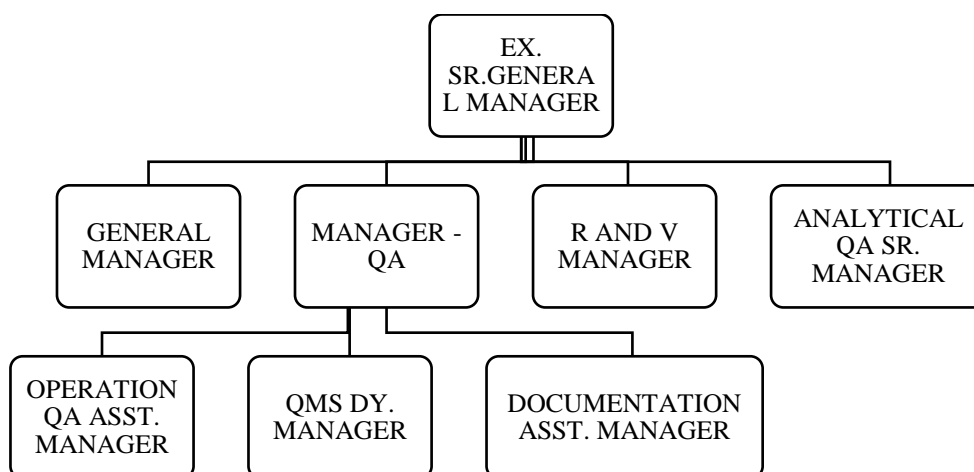 EX.
SR.GENERA
L MANAGER
GENERAL
MANAGER
MANAGER -
QA
R AND V
MANAGER
ANALYTICAL
QA SR.
MANAGER
OPERATION
QA ASST.
MANAGER
QMS DY.
MANAGER
DOCUMENTATION
ASST. MANAGER